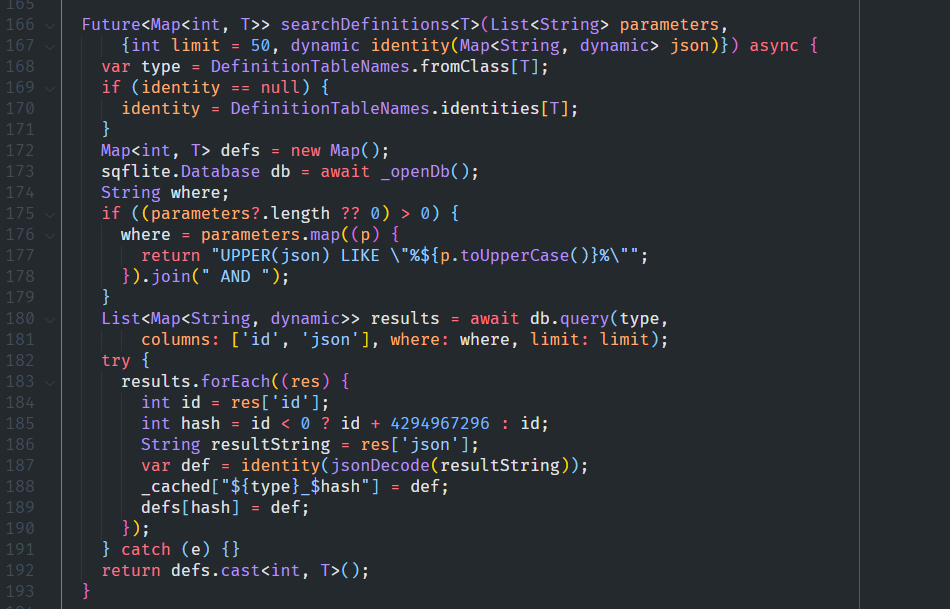 165
166 Future<Map<int, T>> searchDefinitions<T>(List<String> parameters,
167     {int limit = 50, dynamic identity(Map<String, dynamic> json)}) async {
168   var type = DefinitionTableNames.fromClass[T];
169   if (identity == null) {
170     identity = DefinitionTableNames.identities[T];
171   }
172   Map<int, T> defs = new Map();
173   sqflite.Database db = await _openDb();
174   String where;
175   if ((parameters?.length ?? 0) > 0) {
176     where = parameters.map((p) {
177       return "UPPER(json) LIKE \"%${p.toUpperCase()}%\"";
178     }).join(" AND ");
179   }
180   List<Map<String, dynamic>> results = await db.query(type,
181       columns: ['id', 'json'], where: where, limit: limit);
182   try {
183     results.forEach((res) {
184       int id = res['id'];
185       int hash = id < 0 ? id + 4294967296 : id;
186       String resultString = res['json'];
187       var def = identity(jsonDecode(resultString));
188       _cached["${type}_$hash"] = def;
189       defs[hash] = def;
190     });
191   } catch (e) {}
192   return defs.cast<int, T>();
193 }